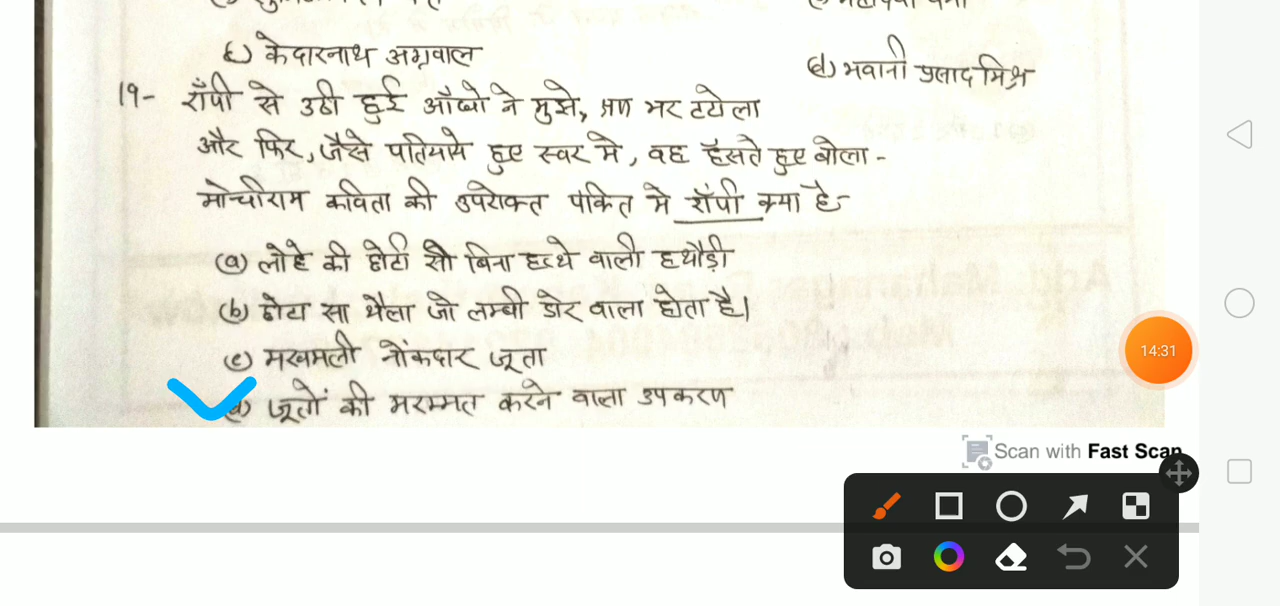 c) केदारनाथ अग्रवाल
d) भवानी प्रसाद मिश्र
19- राँपी से उठी हुई आँखो ने मुझे, क्षण भर टटोला
और फिर, जैसे पतियाये हुए स्वर मे, वह हँसते हुए बोला -
मोचीराम कविता की उपरोक्त पंकित मे राँपी क्या है-
(a) लोहे की छोटी सी बिना हत्थे वाली हथौड़ी
(b) छोटा सा थैला जो लम्बी डोर वाला होता है।
(c) मखमली नोंकदार जूता
(d) जूतों की मरम्मत करने वाला उपकरण
14:31
Scan with Fast Scan